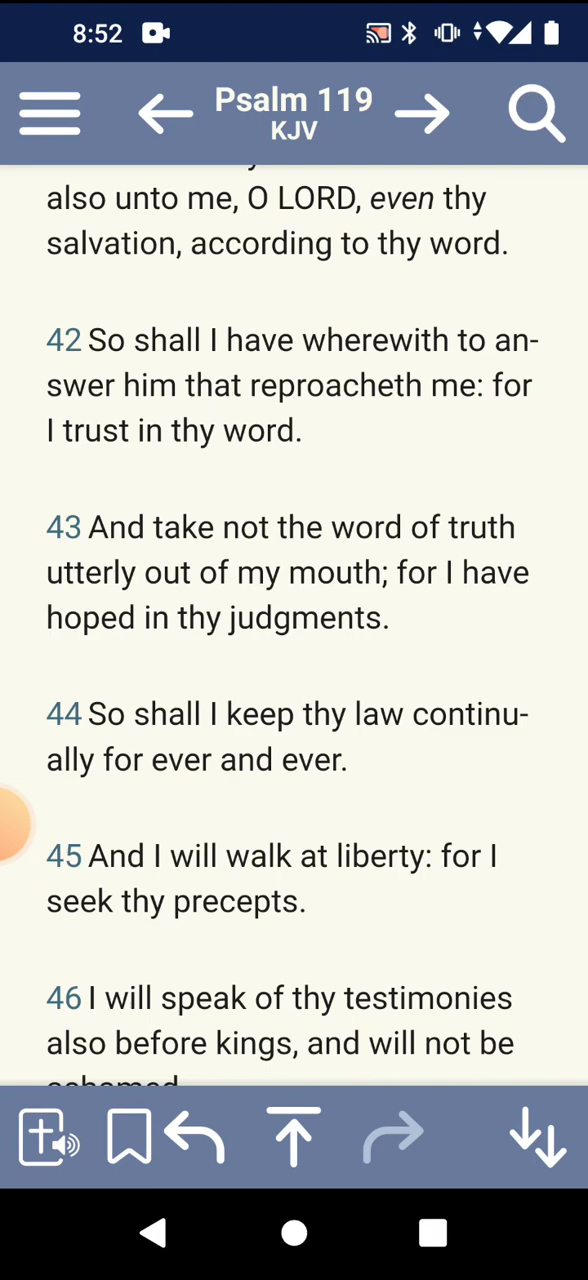 8:52
Psalm 119
KJV
also unto me, O LORD, even thy
salvation, according to thy word.
42 So shall I have wherewith to an-
swer him that reproacheth me: for
I trust in thy word.
43 And take not the word of truth
utterly out of my mouth; for I have
hoped in thy judgments.
44 So shall I keep thy law continu-
ally for ever and ever.
45 And I will walk at liberty: for I
seek thy precepts.
46 I will speak of thy testimonies
also before kings, and will not be
ashamed